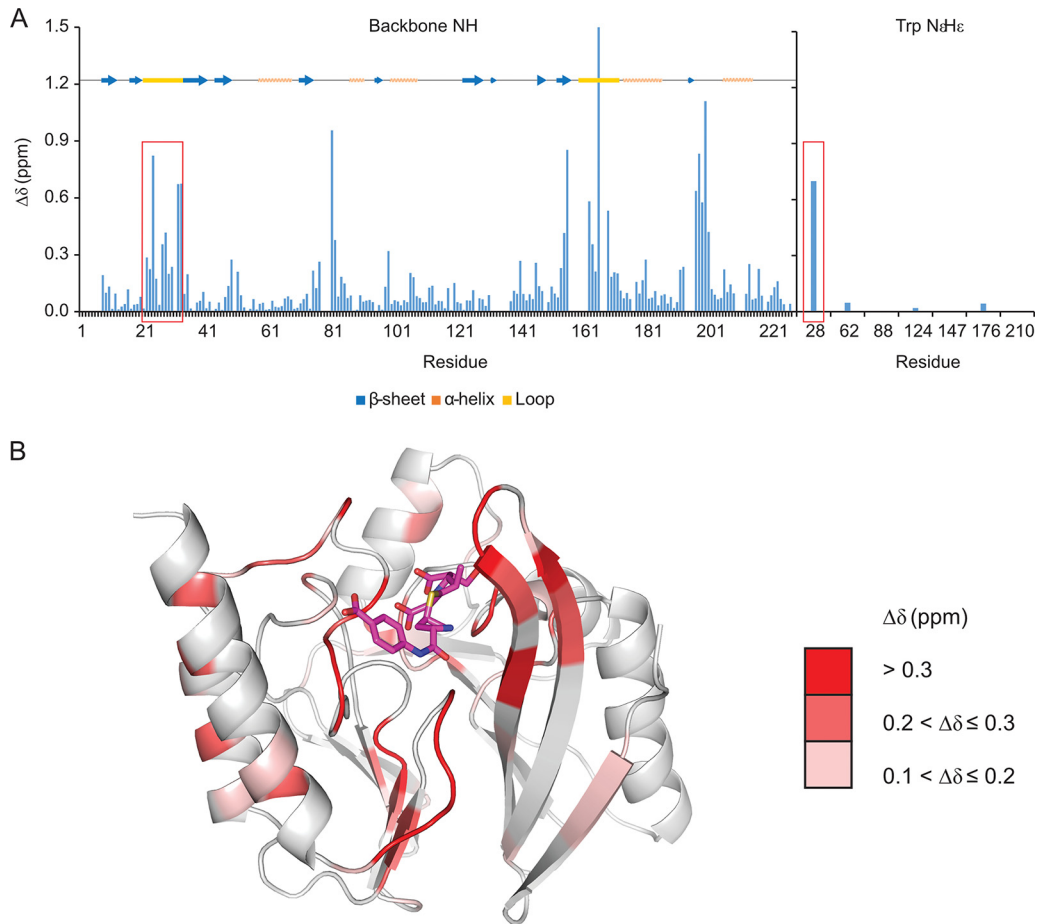 A
Backbone NH
Trp NεHε
1.5
1.2
0.9
0.6
0.3
0.0
Δδ (ppm)
1 21 41 61 81 101 121 141 161 181 201 221
28 62 88 124 147 176 210
Residue
Residue
β-sheet α-helix Loop
B
Δδ (ppm)
> 0.3
0.2 < Δδ ≤ 0.3
0.1 < Δδ ≤ 0.2